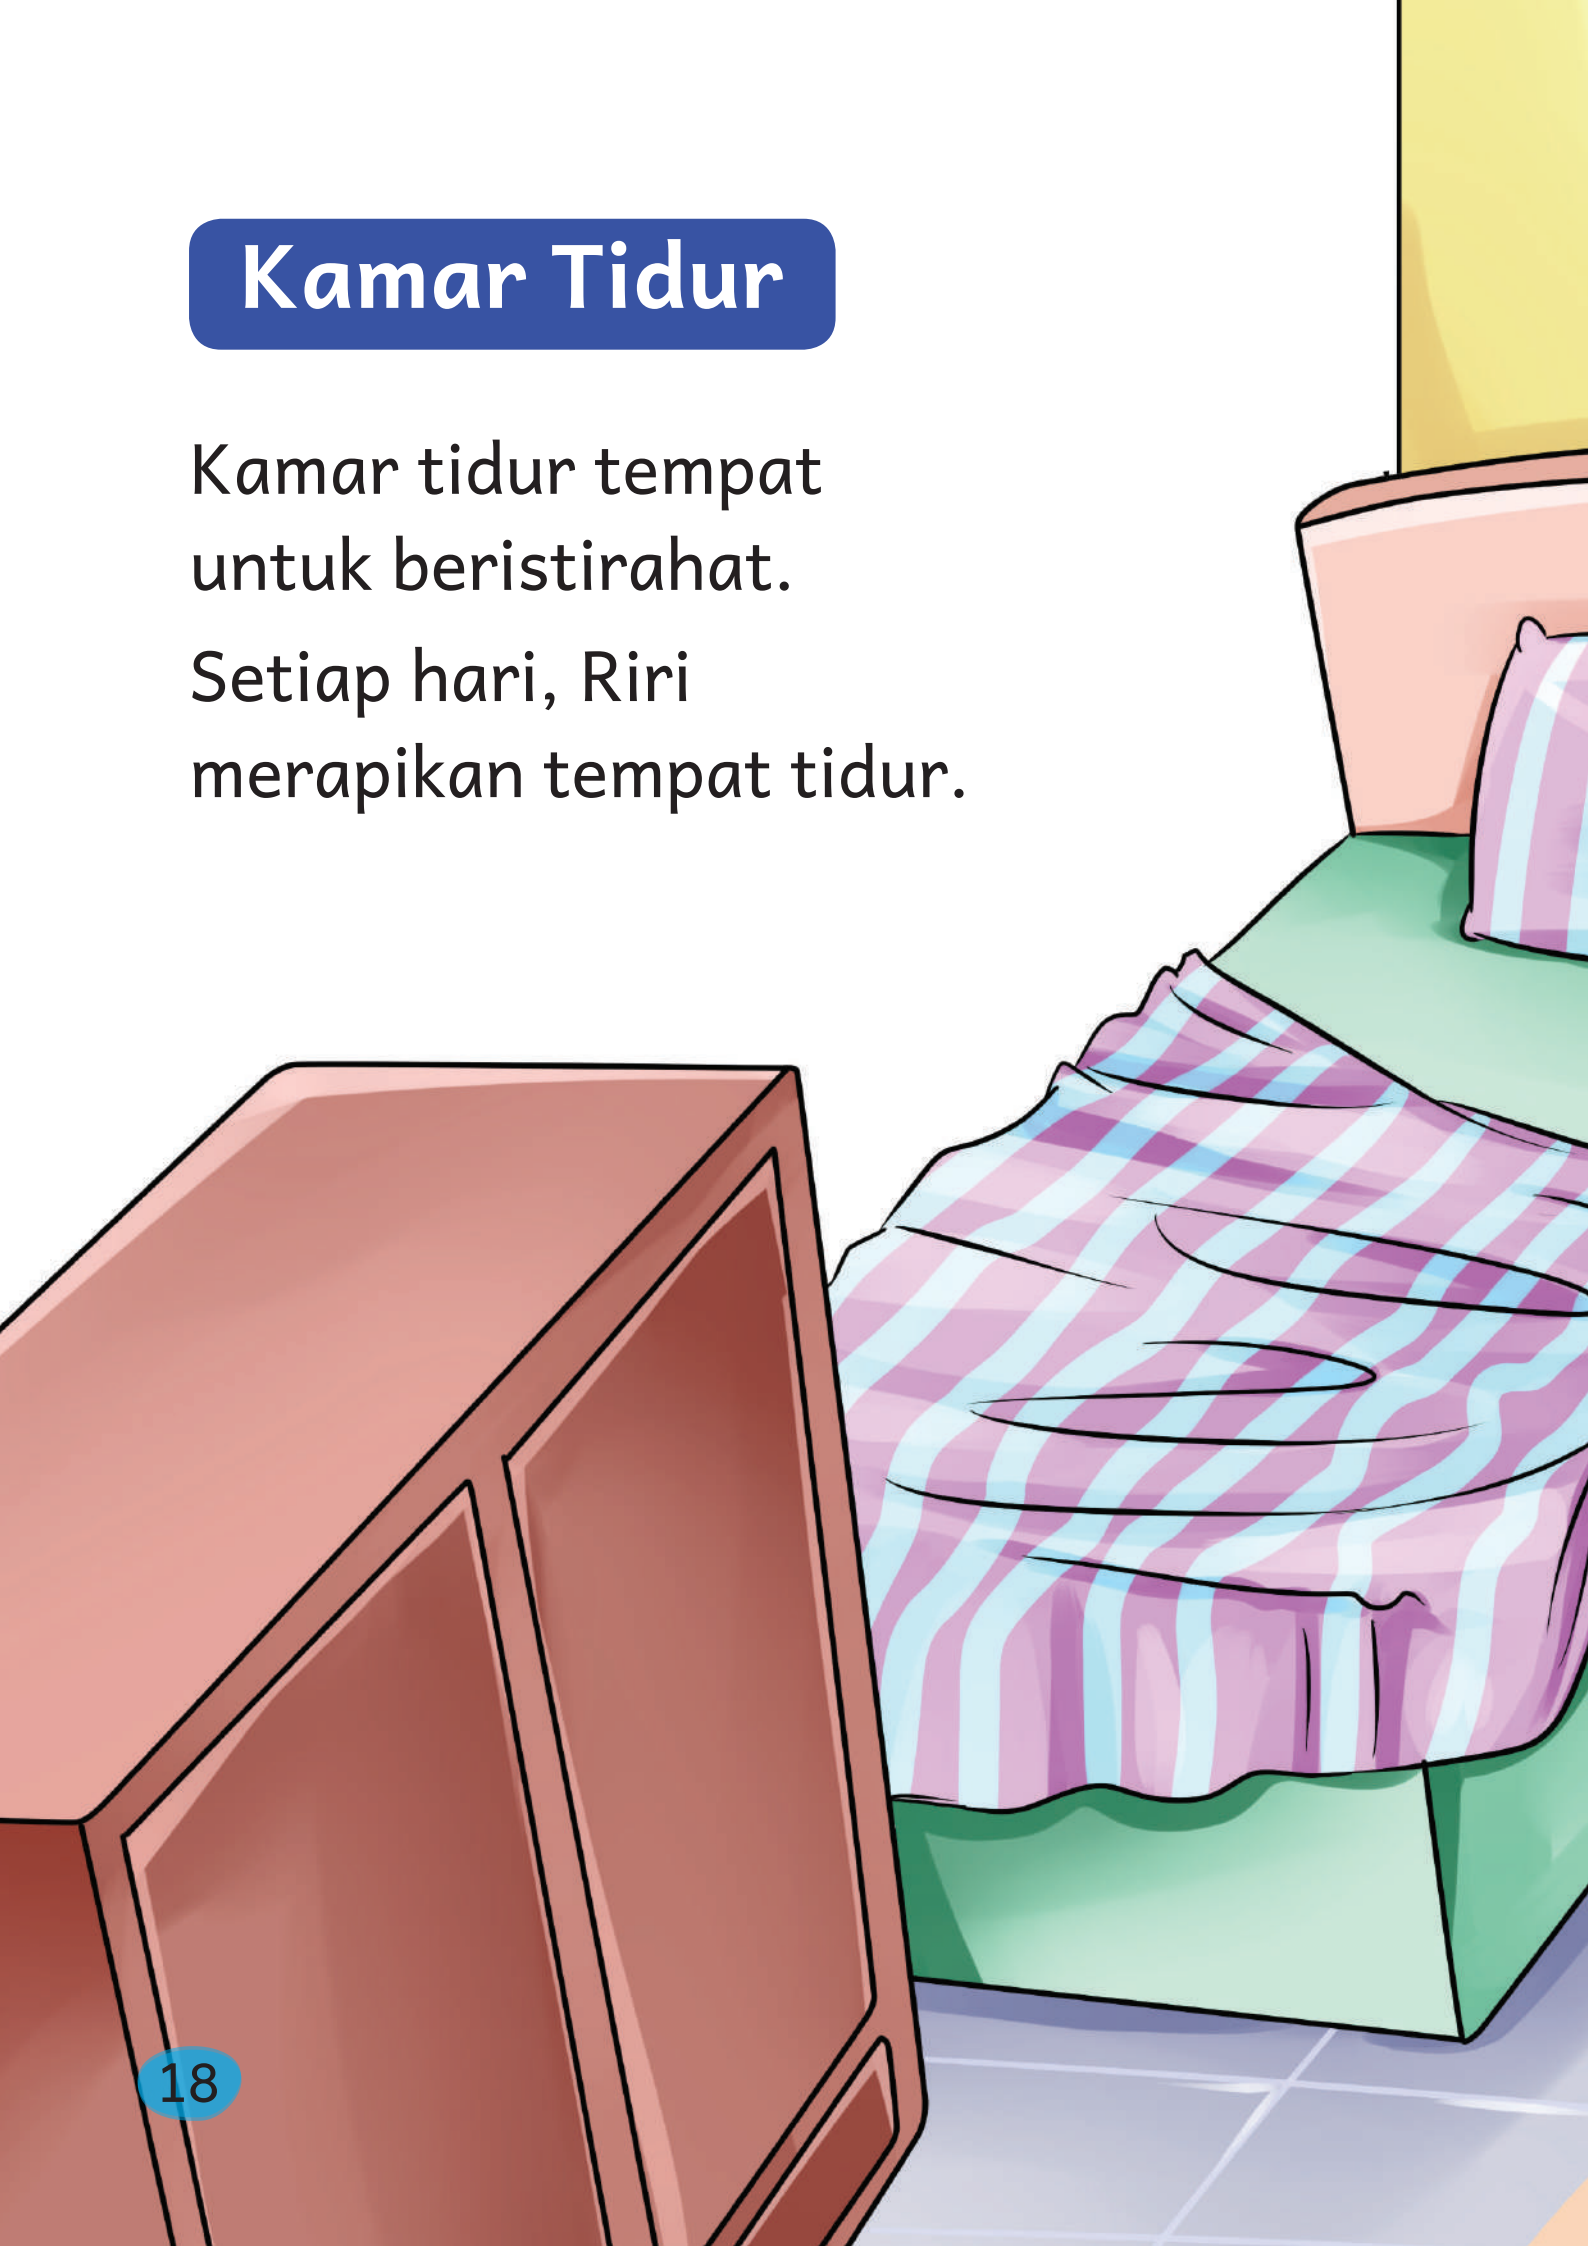 Kamar Tidur
Kamar tidur tempat
untuk beristirahat.
Setiap hari, Riri
merapikan tempat tidur.
18